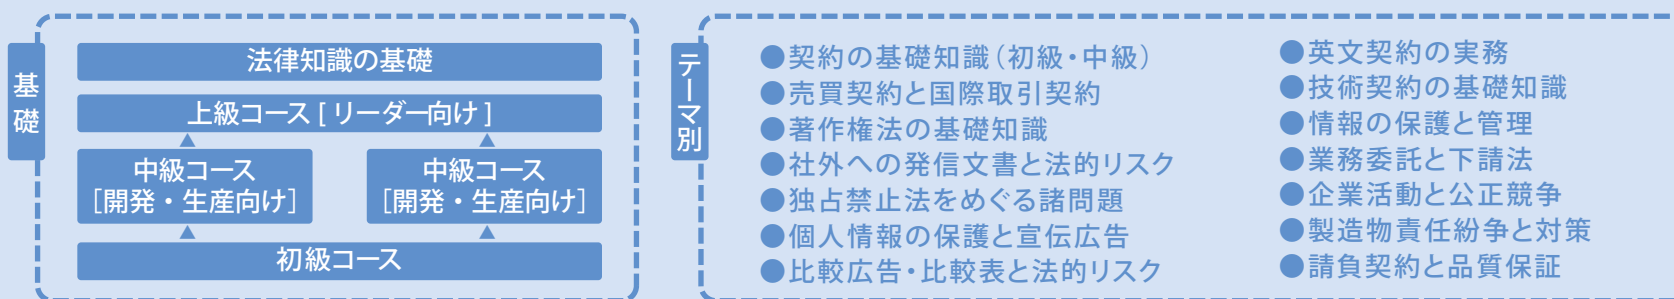 基礎
法律知識の基礎
上級コース [ リーダー向け ]
中級コース
[開発・生産向け]
中級コース
[開発・生産向け]
初級コース
テーマ別
●契約の基礎知識（初級・中級）
●売買契約と国際取引契約
●著作権法の基礎知識
●社外への発信文書と法的リスク
●独占禁止法をめぐる諸問題
●個人情報の保護と宣伝広告
●比較広告・比較表と法的リスク
●英文契約の実務
●技術契約の基礎知識
●情報の保護と管理
●業務委託と下請法
●企業活動と公正競争
●製造物責任紛争と対策
●請負契約と品質保証